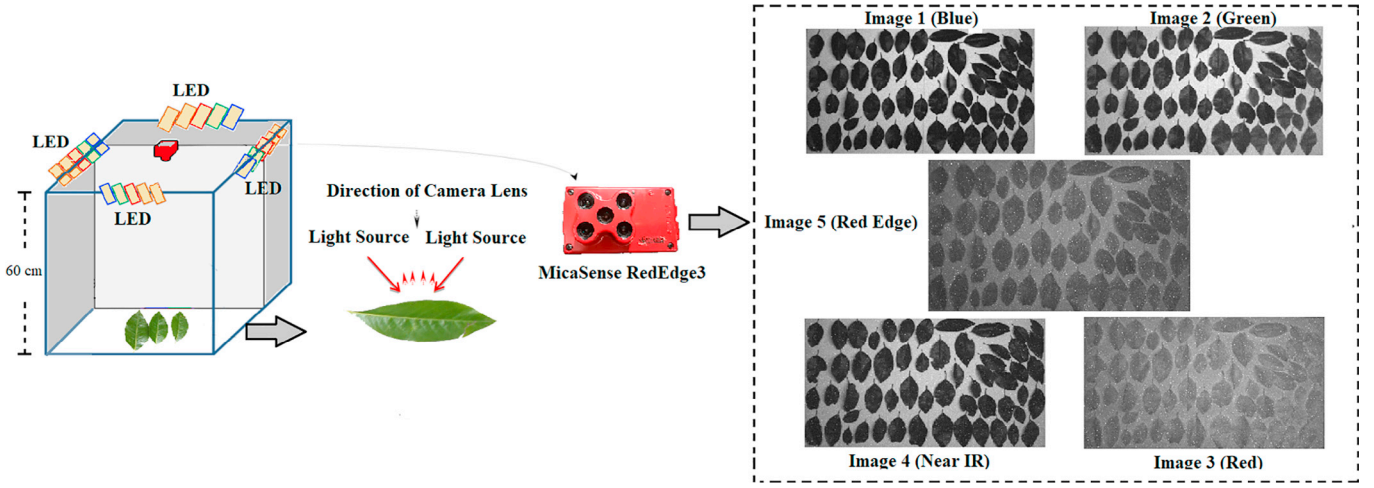 Image 1 (Blue)
Image 2 (Green)
LED
LED
LED
LED
Direction of Camera Lens
Light Source
Light Source
60 cm
MicaSense RedEdge3
Image 5 (Red Edge)
Image 4 (Near IR)
Image 3 (Red)